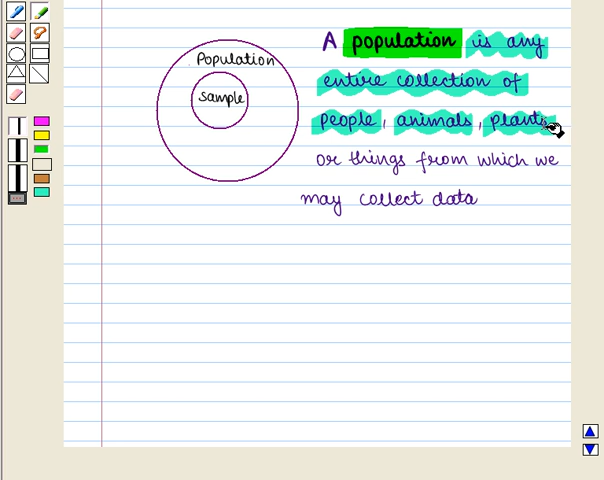 Population
Sample
A population is any
entire collection of
people, animals, plants
or things from which we
may collect data